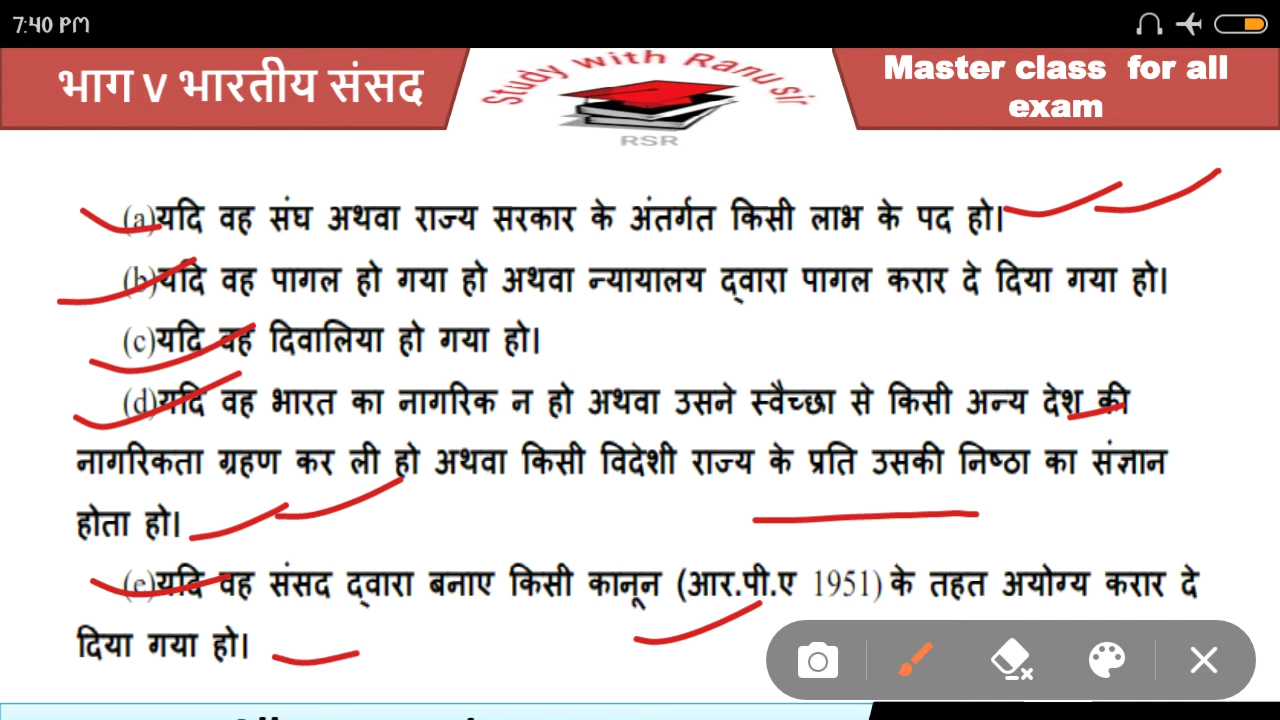 7:40 PM
भाग V भारतीय संसद
Study with Ranu sir
RSR
Master class for all
exam
(a)यदि वह संघ अथवा राज्य सरकार के अंतर्गत किसी लाभ के पद हो।
(b)यदि वह पागल हो गया हो अथवा न्यायालय द्वारा पागल करार दे दिया गया हो।
(c)यदि वह दिवालिया हो गया हो।
(d)यदि वह भारत का नागरिक न हो अथवा उसने स्वैच्छा से किसी अन्य देश की
नागरिकता ग्रहण कर ली हो अथवा किसी विदेशी राज्य के प्रति उसकी निष्ठा का संज्ञान
होता हो।
(e)यदि वह संसद द्वारा बनाए किसी कानून (आर.पी.ए 1951) के तहत अयोग्य करार दे
दिया गया हो।